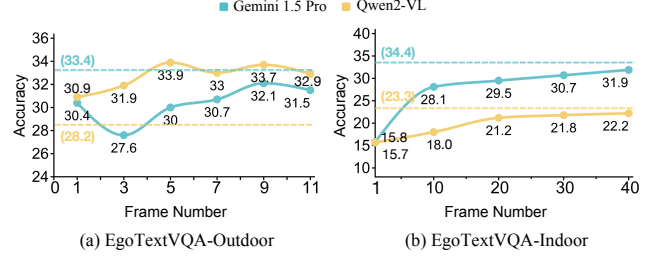 Gemini 1.5 Pro Qwen2-VL
Accuracy
36
34
32
30
28
26
24
0 1 3 5 7 9 11
(33.4)
(28.2)
30.9 31.9 33.9 33 33.7 32.9
30.4 27.6 30 30.7 32.1 31.5
Frame Number
(a) EgoTextVQA-Outdoor
Accuracy
40
35
30
25
20
15
10
1 10 20 30 40
(34.4)
(23.3)
15.8 28.1 29.5 30.7 31.9
15.7 18.0 21.2 21.8 22.2
Frame Number
(b) EgoTextVQA-Indoor